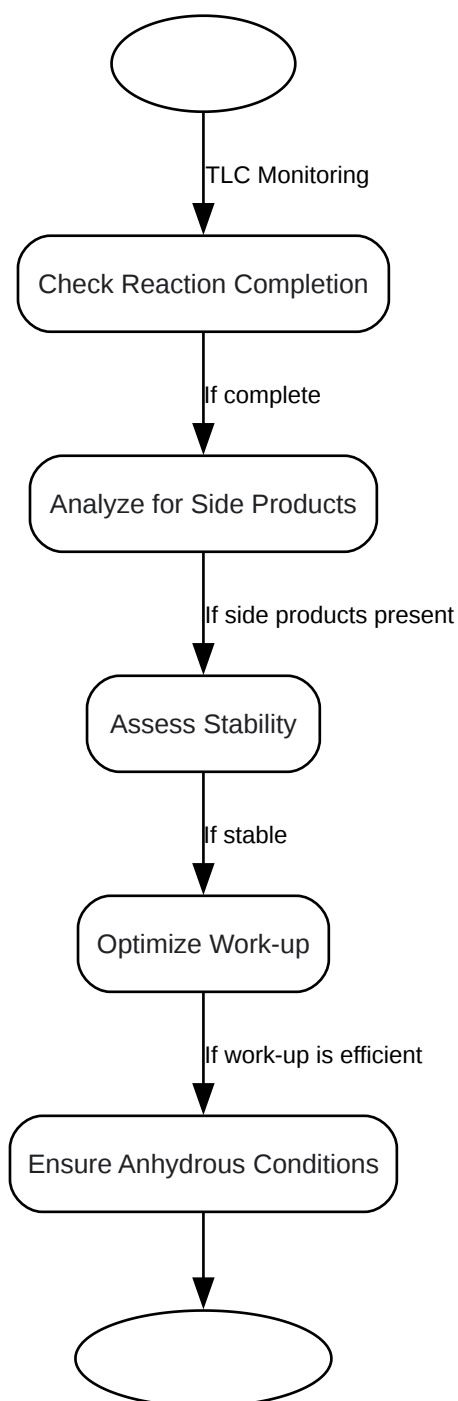 TLC Monitoring
Check Reaction Completion
If complete
Analyze for Side Products
If side products present
Assess Stability
If stable
Optimize Work-up
If work-up is efficient
Ensure Anhydrous Conditions